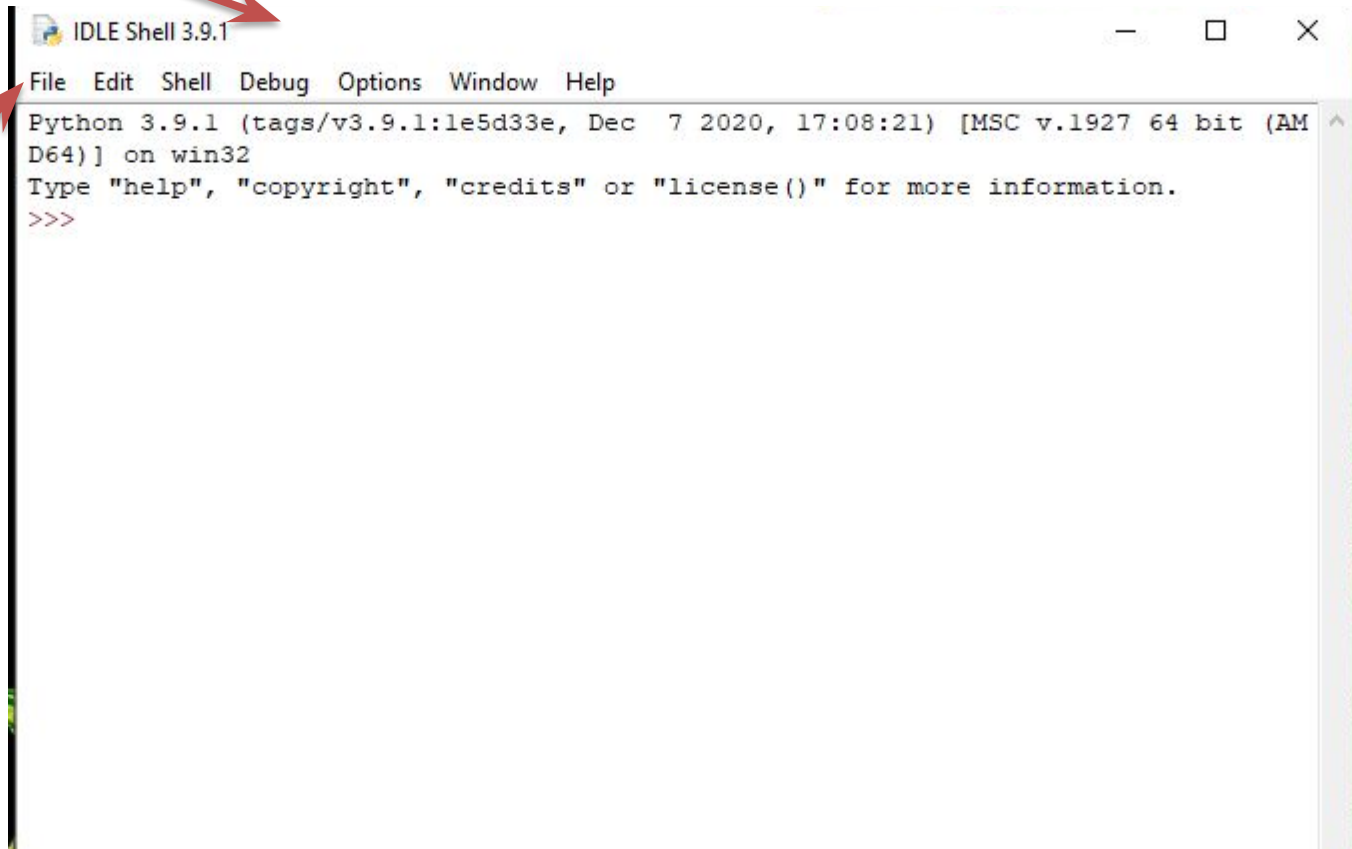 IDLE Shell 3.9.1
File Edit Shell Debug Options Window Help
Python 3.9.1 (tags/v3.9.1:1e5d33e, Dec  7 2020, 17:08:21) [MSC v.1927 64 bit (AM
D64)] on win32
Type "help", "copyright", "credits" or "license()" for more information.
>>>